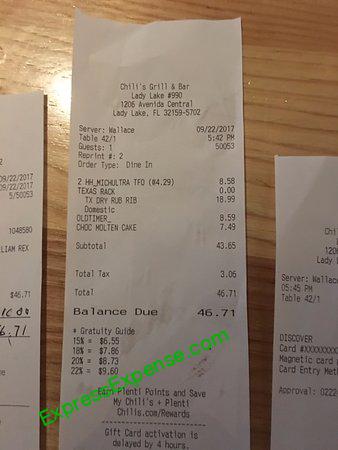 Chili's Grill & Bar
Lady Lake #990
1206 Avenida Central
Lady Lake, FL 32159-5702
Server: Wallace 09/22/2017
Table 42/1 5:42 PM
Guests: 1 50053
Reprint #: 2
Order Type: Dine In
2 HH_MICHULTRA TFO (@4.29) 8.58
TEXAS RACK 0.00
TX DRY RUB RIB 18.99
Domestic
OLDTIMER_ 8.59
CHOC MOLTEN CAKE 7.49
Subtotal 43.65
Total Tax 3.06
Total 46.71
Balance Due 46.71
* Gratuity Guide
15% = $6.55
18% = $7.86
20% = $8.73
22% = $9.60
Earn Plenti Points and Save
My Chili's + Plenti
Chilis.com/Rewards
Gift Card activation is
delayed by 4 hours.
ExpressExpense.com
09/22/2017
09/22/2017
5/50053
1048580
LIAM REX
$46.71
6.71
Chi
Lady
1206
Lady
Server: Wallace
05:45 PM
Table 42/1
DISCOVER
Card #XXXXXXXX
Magnetic card
Card Entry Met
Approval: 0222